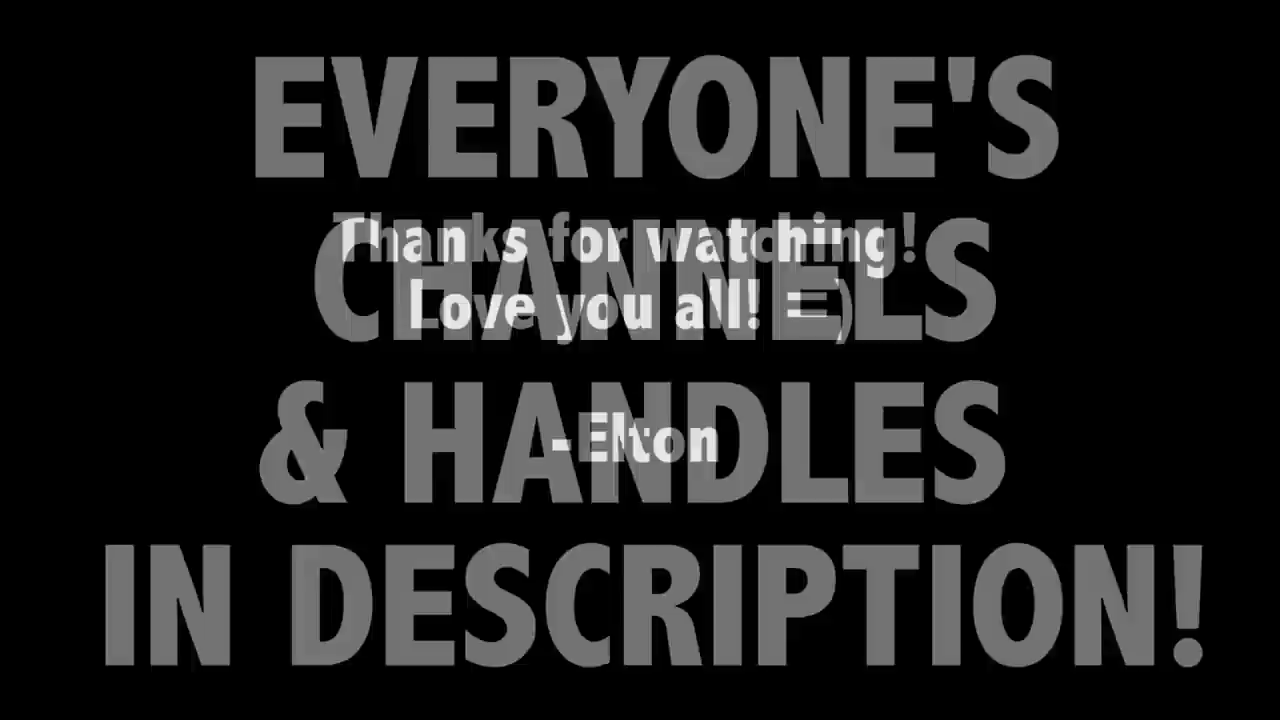 EVERYONE'S
CHANNELS
& HANDLES
IN DESCRIPTION!
Thanks for watching!
Love you all! =)
- Elton